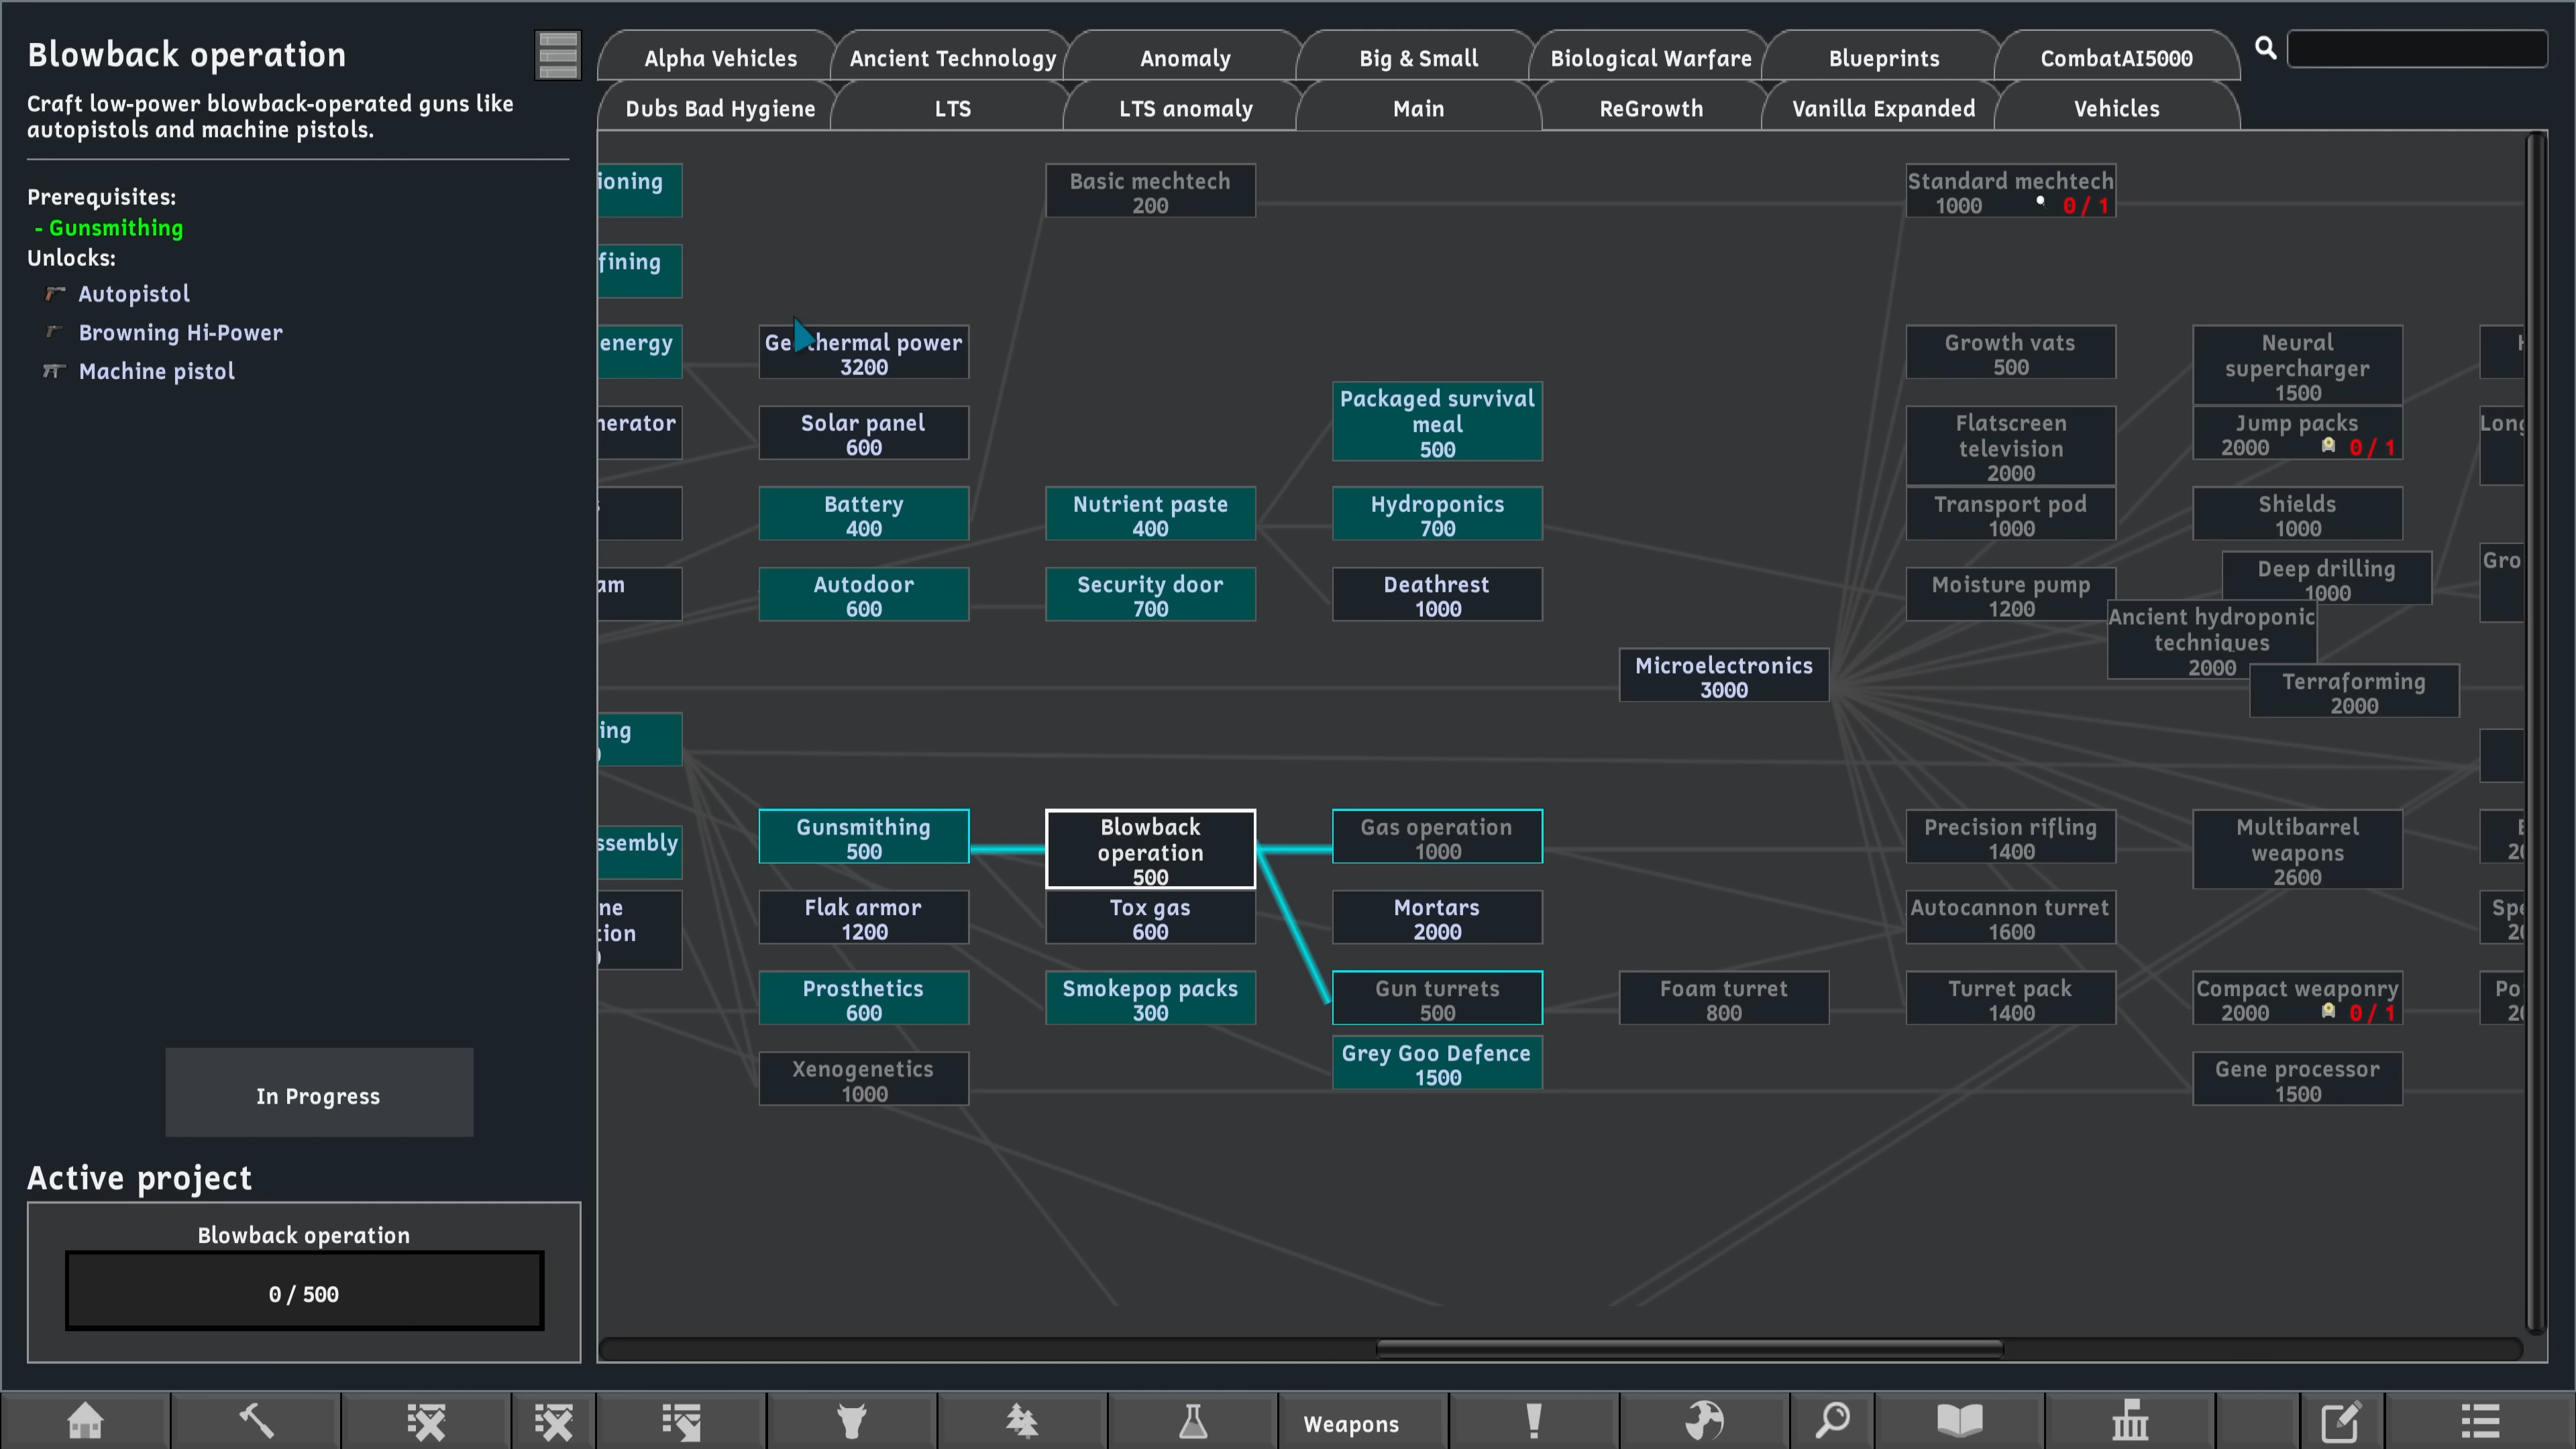 Blowback operation
Craft low-power blowback-operated guns like
autopistols and machine pistols.
Prerequisites:
- Gunsmithing
Unlocks:
Autopistol
Browning Hi-Power
Machine pistol
In Progress
Active project
Blowback operation
0 / 500
Alpha Vehicles
Ancient Technology
Anomaly
Big & Small
Biological Warfare
Blueprints
CombatAI5000
Dubs Bad Hygiene
LTS
LTS anomaly
Main
ReGrowth
Vanilla Expanded
Vehicles
ioning
Basic mechtech
200
Standard mechtech
1000 0 / 1
fining
energy
Geothermal power
3200
Growth vats
500
Neural
supercharger
1500
Packaged survival
meal
500
nerator
Solar panel
600
Flatscreen
television
2000
Jump packs
2000 0 / 1
Long
Battery
400
Nutrient paste
400
Hydroponics
700
Transport pod
1000
Shields
1000
am
Autodoor
600
Security door
700
Deathrest
1000
Moisture pump
1200
Deep drilling
1000
Gro
Ancient hydroponic
techniques
2000
Microelectronics
3000
Terraforming
2000
ing
ssembly
Gunsmithing
500
Blowback
operation
500
Gas operation
1000
Precision rifling
1400
Multibarrel
weapons
2600
ne
tion
Flak armor
1200
Tox gas
600
Mortars
2000
Autocannon turret
1600
Spe
Prosthetics
600
Smokepop packs
300
Gun turrets
500
Foam turret
800
Turret pack
1400
Compact weaponry
2000 0 / 1
Po
Grey Goo Defence
1500
Xenogenetics
1000
Gene processor
1500
Weapons